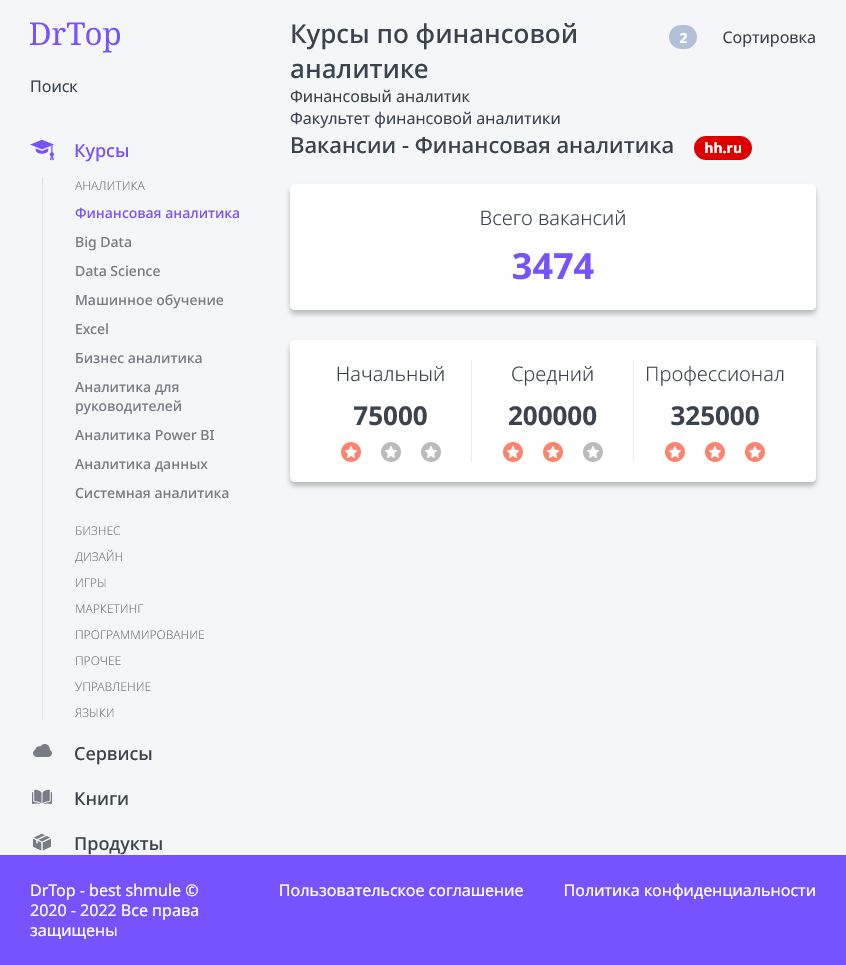 DrTop
Поиск
Курсы
АНАЛИТИКА
Финансовая аналитика
Big Data
Data Science
Машинное обучение
Excel
Бизнес аналитика
Аналитика для
руководителей
Аналитика Power BI
Аналитика данных
Системная аналитика
БИЗНЕС
ДИЗАЙН
ИГРЫ
МАРКЕТИНГ
ПРОГРАММИРОВАНИЕ
ПРОЧЕЕ
УПРАВЛЕНИЕ
ЯЗЫКИ
Сервисы
Книги
Продукты
Курсы по финансовой
аналитике
2
Сортировка
Финансовый аналитик
Факультет финансовой аналитики
Вакансии - Финансовая аналитика hh.ru
Всего вакансий
3474
Начальный
75000
Средний
200000
Профессионал
325000
DrTop - best shmule ©
2020 - 2022 Все права
защищены
Пользовательское соглашение
Политика конфиденциальности